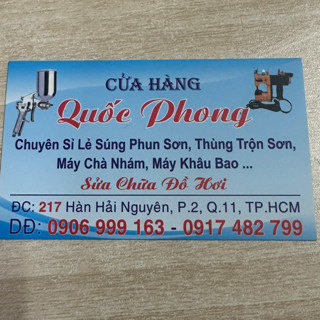 CỬA HÀNG
Quốc Phong
Chuyên Sỉ Lẻ Súng Phun Sơn, Thùng Trộn Sơn,
Máy Chà Nhám, Máy Khâu Bao ...
Sửa Chữa Đồ Hơi
ĐC: 217 Hàn Hải Nguyên, P.2, Q.11, TP.HCM
DĐ: 0906 999 163 - 0917 482 799